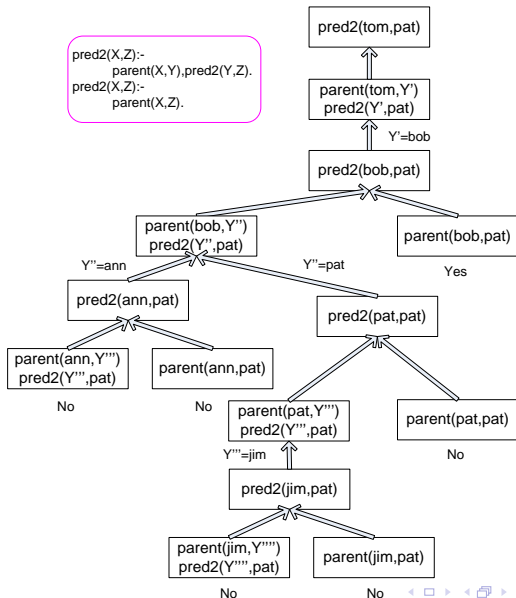 pred2(X,Z):-
parent(X,Y),pred2(Y,Z).
pred2(X,Z):-
parent(X,Z).
pred2(tom,pat)
parent(tom,Y')
pred2(Y',pat)
Y'=bob
pred2(bob,pat)
parent(bob,Y'')
pred2(Y'',pat)
parent(bob,pat)
Yes
Y''=ann
Y''=pat
pred2(ann,pat)
pred2(pat,pat)
parent(ann,Y''')
pred2(Y''',pat)
No
parent(ann,pat)
No
parent(pat,Y''')
pred2(Y''',pat)
parent(pat,pat)
No
Y'''=jim
pred2(jim,pat)
parent(jim,Y'''')
pred2(Y'''',pat)
No
parent(jim,pat)
No